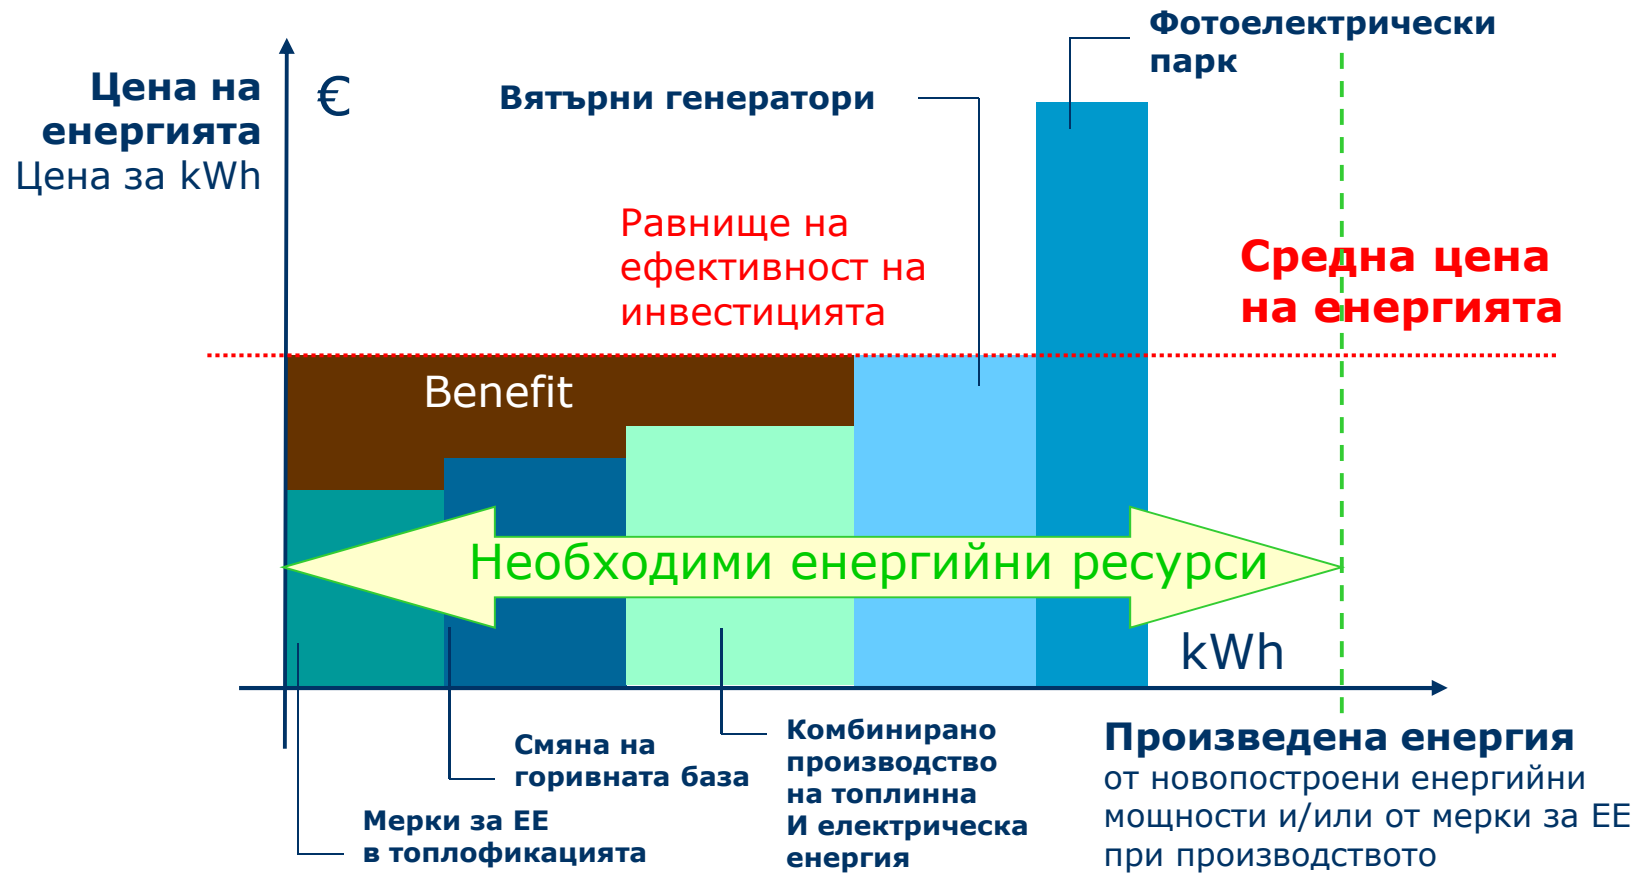 Фотоелектрически
парк
Цена на
енергията
Цена за kWh
€
Вятърни генератори
Равнище на
ефективност на
инвестицията
Средна цена
на енергията
Benefit
Необходими енергийни ресурси
kWh
Смяна на
горивната база
Мерки за ЕЕ
в топлофикацията
Комбинирано
производство
на топлинна
И електрическа
енергия
Произведена енергия
от новопостроени енергийни
мощности и/или от мерки за ЕЕ
при производството